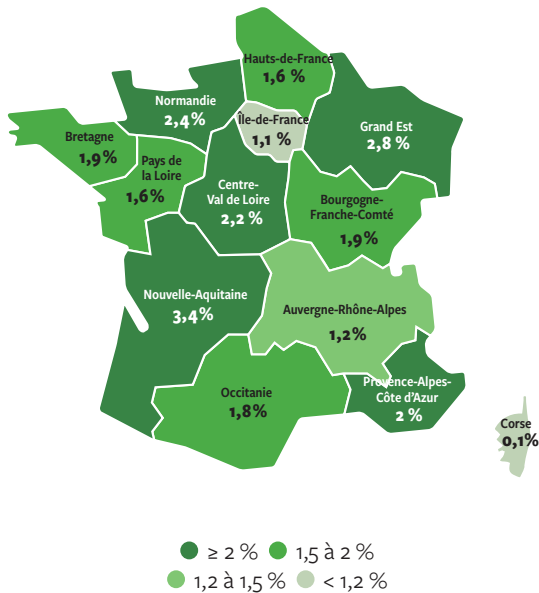 Hauts-de-France
1,6 %
Normandie
2,4 %
Île-de-France
1,1 %
Grand Est
2,8 %
Bretagne
1,9 %
Pays de
la Loire
1,6 %
Centre-
Val de Loire
2,2 %
Bourgogne-
Franche-Comté
1,9 %
Nouvelle-Aquitaine
3,4 %
Auvergne-Rhône-Alpes
1,2 %
Occitanie
1,8 %
Provence-Alpes-
Côte d'Azur
2 %
Corse
0,1 %
≥ 2 % 1,5 à 2 %
1,2 à 1,5 % < 1,2 %